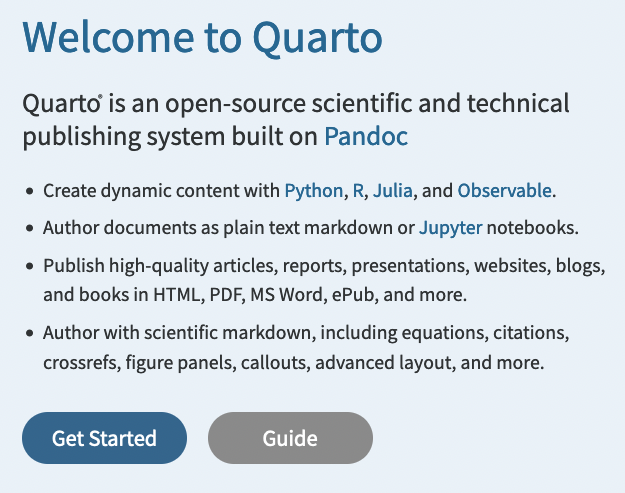 Welcome to Quarto
Quarto® is an open-source scientific and technical
publishing system built on Pandoc
• Create dynamic content with Python, R, Julia, and Observable.
• Author documents as plain text markdown or Jupyter notebooks.
• Publish high-quality articles, reports, presentations, websites, blogs,
and books in HTML, PDF, MS Word, ePub, and more.
• Author with scientific markdown, including equations, citations,
crossrefs, figure panels, callouts, advanced layout, and more.
Get Started
Guide